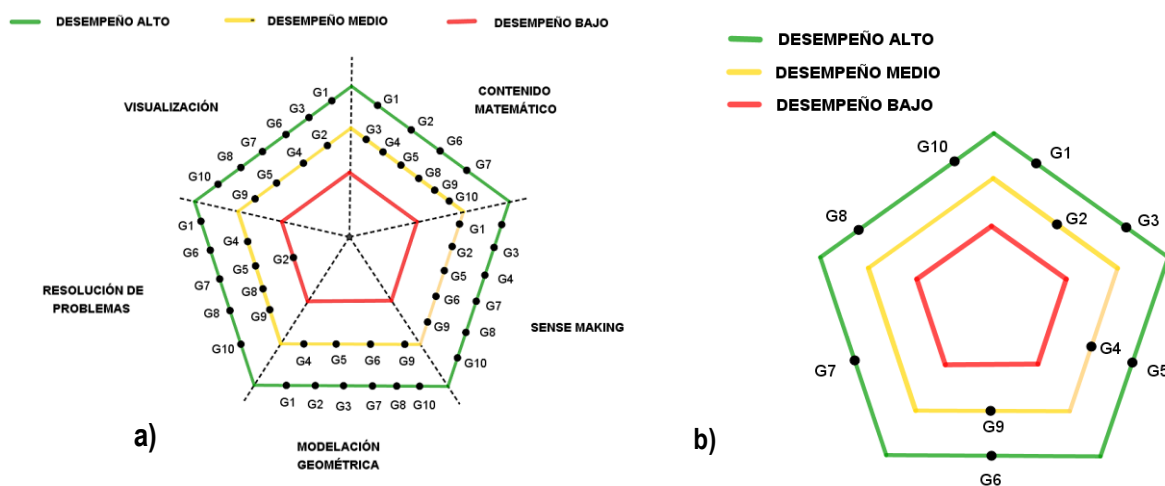 DESEMPEÑO ALTO
DESEMPEÑO MEDIO
DESEMPEÑO BAJO
VISUALIZACIÓN
CONTENIDO
MATEMÁTICO
G1
G3
G6
G7
G8
G10
G2
G4
G5
G9
G1
G2
G6
G7
G3
G4
G5
G8
G9
G10
RESOLUCIÓN DE
PROBLEMAS
G1
G6
G7
G8
G10
G4
G5
G8
G9
G2
SENSE MAKING
G1
G2
G5
G6
G9
G3
G4
G7
G8
G10
G4
G5
G6
G9
G1
G2
G3
G7
G8
G10
MODELACIÓN
GEOMÉTRICA
a)
DESEMPEÑO ALTO
DESEMPEÑO MEDIO
DESEMPEÑO BAJO
G10
G1
G8
G2
G3
G7
G4
G5
G9
G6
b)